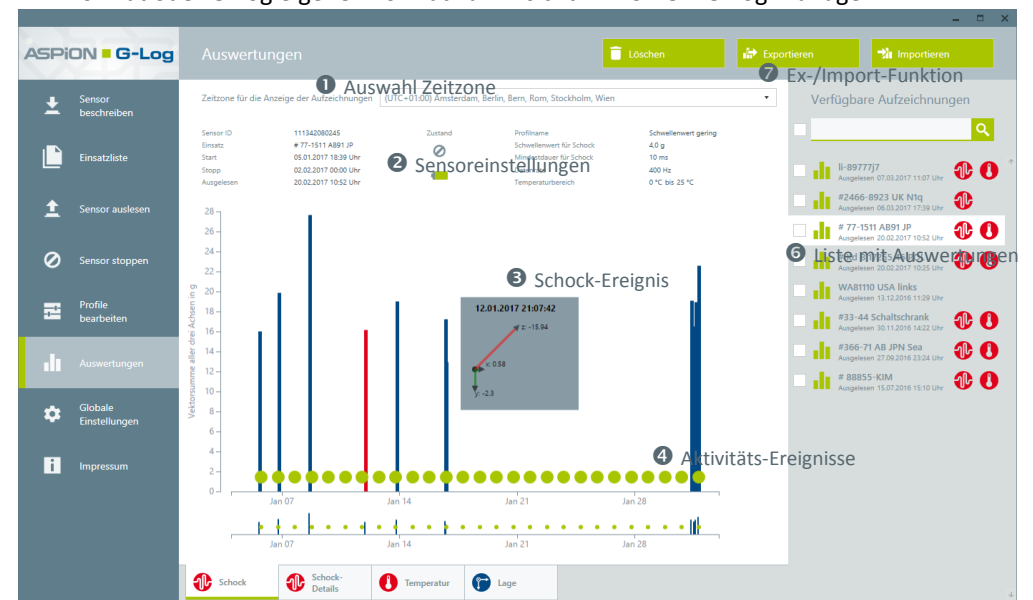 ASPION G-Log
Auswertungen
Löschen
Exportieren
Importieren
❼ Ex-/Import-Funktion
❶ Auswahl Zeitzone
Zeitzone für die Anzeige der Aufzeichnungen
(UTC+01:00) Amsterdam, Berlin, Bern, Rom, Stockholm, Wien
Verfügbare Aufzeichnungen
Sensor beschreiben
Einsatzliste
Sensor auslesen
Sensor stoppen
Profile bearbeiten
Auswertungen
Globale Einstellungen
Impressum
Sensor ID 111342080245
Einsatz # 77-1511 AB91 JP
Start 05.01.2017 18:39 Uhr
Stopp 02.02.2017 00:00 Uhr
Ausgelesen 20.02.2017 10:52 Uhr
Zustand
❷ Sensoreinstellungen
Profilname Schwellenwert gering
Schwellenwert für Schock 4.0 g
Mindestdauer für Schock 10 ms
400 Hz
Temperaturbereich 0 °C bis 25 °C
Vektorsumme aller drei Achsen in g
28
26
24
22
20
18
16
14
12
10
8
6
4
2
0
❸ Schock-Ereignis
12.01.2017 21:07:42
z: -15.94
x: 0.58
y: -2.3
❹ Aktivitäts-Ereignisse
Jan 07
Jan 14
Jan 21
Jan 28
Jan 07
Jan 14
Jan 21
Jan 28
Schock
Schock-Details
Temperatur
Lage
li-89777j7
Ausgelesen 07.03.2017 11:07 Uhr
#2466-8923 UK N1q
Ausgelesen 06.03.2017 17:39 Uhr
# 77-1511 AB91 JP
Ausgelesen 20.02.2017 10:52 Uhr
❻ Liste mit Auswertungen
Ausgelesen 20.02.2017 10:25 Uhr
WA81110 USA links
Ausgelesen 13.12.2016 11:29 Uhr
#33-44 Schaltschrank
Ausgelesen 30.11.2016 14:22 Uhr
#366-71 AB JPN Sea
Ausgelesen 27.09.2016 23:24 Uhr
# 88855-KIM
Ausgelesen 15.07.2016 15:10 Uhr